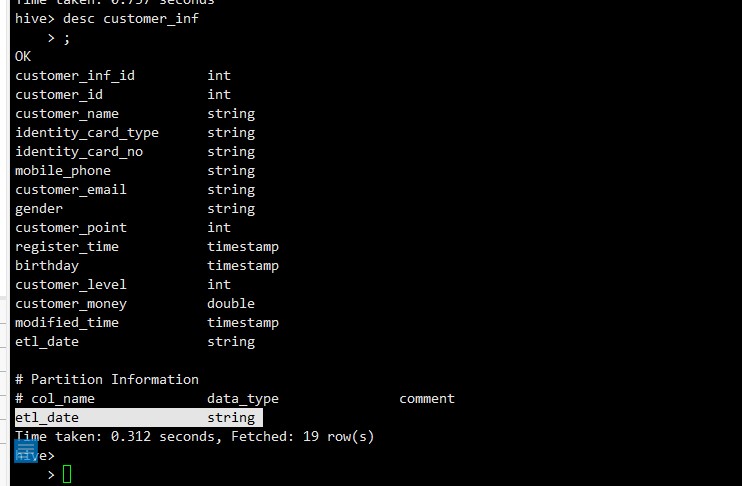 Time taken: 0.757 seconds
hive> desc customer_inf
    > ;
OK
customer_inf_id         int
customer_id             int
customer_name           string
identity_card_type      string
identity_card_no        string
mobile_phone            string
customer_email          string
gender                  string
customer_point          int
register_time           timestamp
birthday                timestamp
customer_level          int
customer_money          double
modified_time           timestamp
etl_date                string

# Partition Information
# col_name              data_type               comment
etl_date                string
Time taken: 0.312 seconds, Fetched: 19 row(s)
hive>
    >